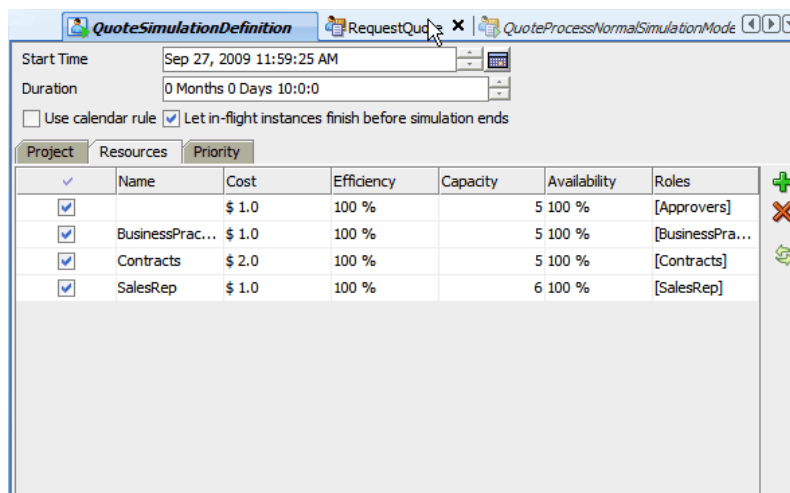 QuoteSimulationDefinition RequestQuote QuoteProcessNormalSimulationMode
Start Time Sep 27, 2009 11:59:25 AM
Duration 0 Months 0 Days 10:0:0
Use calendar rule Let in-flight instances finish before simulation ends
Project Resources Priority
Name Cost Efficiency Capacity Availability Roles
$ 1.0 100 % 5 100 % [Approvers]
BusinessPrac... $ 1.0 100 % 5 100 % [BusinessPra...
Contracts $ 2.0 100 % 5 100 % [Contracts]
SalesRep $ 1.0 100 % 6 100 % [SalesRep]